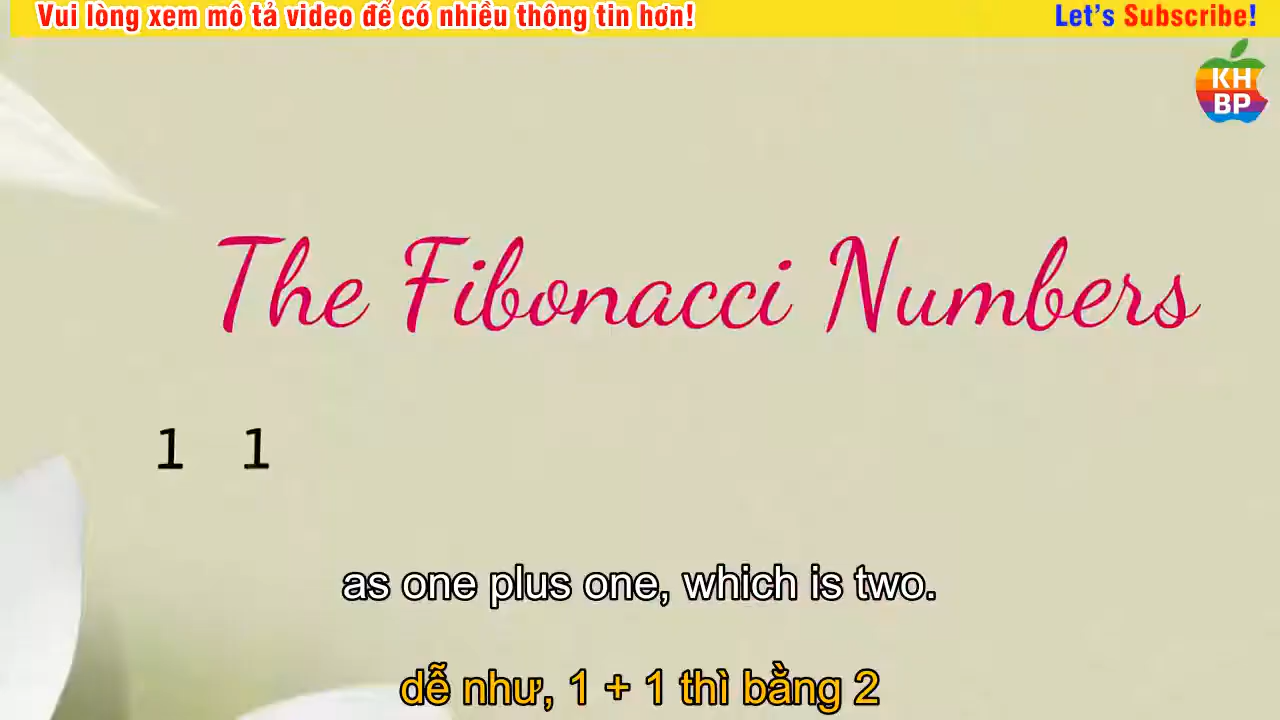 Vui lòng xem mô tả video để có nhiều thông tin hơn!
Let's Subscribe!
KH
BP
The Fibonacci Numbers
1 1
as one plus one, which is two.
dễ như, 1 + 1 thì bằng 2